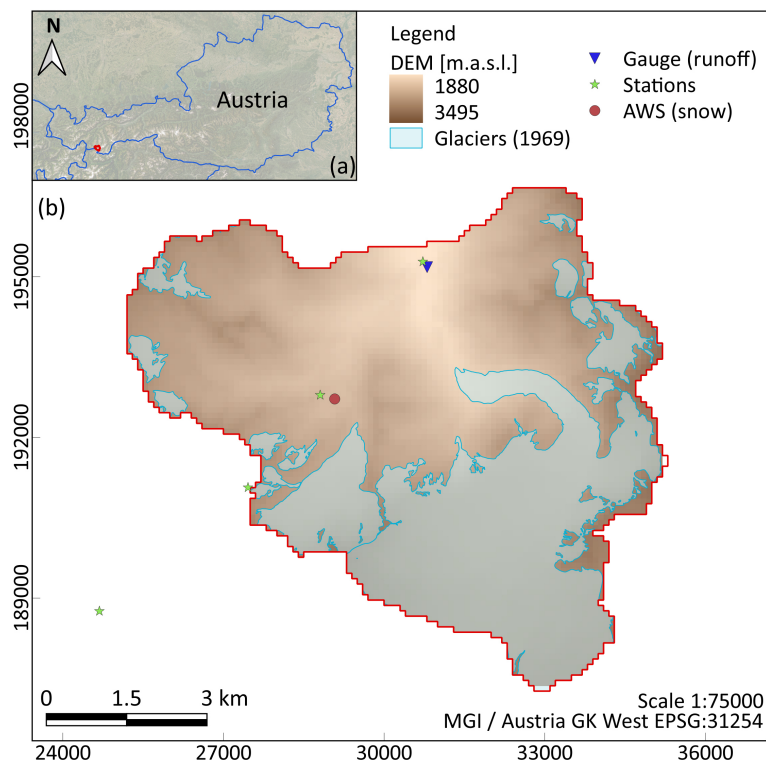 N
Austria
(a)
198000
Legend
DEM [m.a.s.l.]
1880
3495
Glaciers (1969)
Gauge (runoff)
Stations
AWS (snow)
(b)
195000
192000
189000
0 1.5 3 km
Scale 1:75000
MGI / Austria GK West EPSG:31254
24000 27000 30000 33000 36000